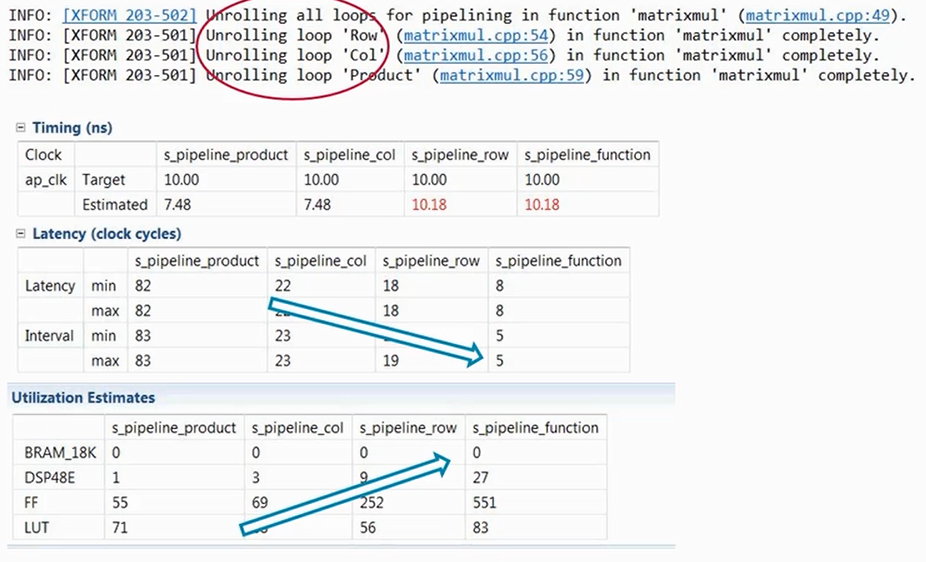 INFO: [XFORM 203-502] Unrolling all loops for pipelining in function 'matrixmul' (matrixmul.cpp:49).
INFO: [XFORM 203-501] Unrolling loop 'Row' (matrixmul.cpp:54) in function 'matrixmul' completely.
INFO: [XFORM 203-501] Unrolling loop 'Col' (matrixmul.cpp:56) in function 'matrixmul' completely.
INFO: [XFORM 203-501] Unrolling loop 'Product' (matrixmul.cpp:59) in function 'matrixmul' completely.
Timing (ns)
Clock s_pipeline_product s_pipeline_col s_pipeline_row s_pipeline_function
ap_clk Target 10.00 10.00 10.00 10.00
Estimated 7.48 7.48 10.18 10.18
Latency (clock cycles)
s_pipeline_product s_pipeline_col s_pipeline_row s_pipeline_function
Latency min 82 22 18 8
max 82 18 8
Interval min 83 23 5
max 83 23 19 5
Utilization Estimates
s_pipeline_product s_pipeline_col s_pipeline_row s_pipeline_function
BRAM_18K 0 0 0 0
DSP48E 1 3 9 27
FF 55 69 252 551
LUT 71 56 83